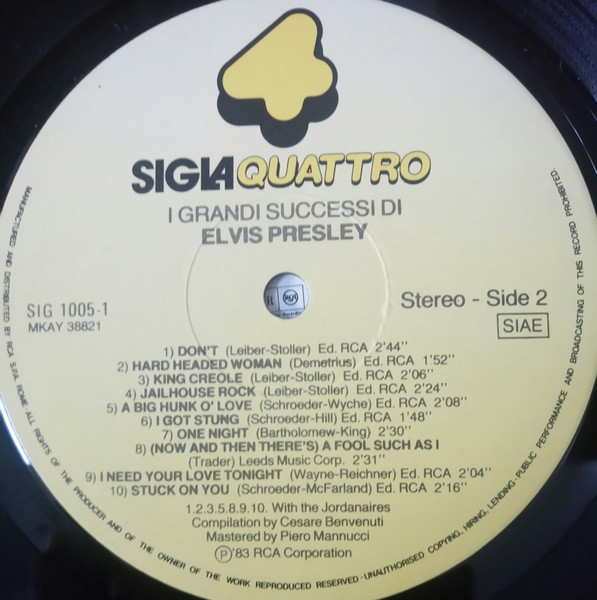 SIGLA QUATTRO
I GRANDI SUCCESSI DI
ELVIS PRESLEY
SIG 1005-1
MKAY 38821
Stereo - Side 2
SIAE
R RCA
1) DON'T (Leiber-Stoller) Ed. RCA 2'44"
2) HARD HEADED WOMAN (Demetrius) Ed. RCA 1'52"
3) KING CREOLE (Leiber-Stoller) Ed. RCA 2'06"
4) JAILHOUSE ROCK (Leiber-Stoller) Ed. RCA 2'24"
5) A BIG HUNK O' LOVE (Schroeder-Wyche) Ed. RCA 2'08"
6) I GOT STUNG (Schroeder-Hill) Ed. RCA 1'48"
7) ONE NIGHT (Bartholomew-King) 2'30"
8) (NOW AND THEN THERE'S) A FOOL SUCH AS I
(Trader) Leeds Music Corp. 2'31"
9) I NEED YOUR LOVE TONIGHT (Wayne-Reichner) Ed. RCA 2'04"
10) STUCK ON YOU (Schroeder-McFarland) Ed. RCA 2'16"
1.2.3.5.8.9.10. With the Jordanaires
Compilation by Cesare Benvenuti
Mastered by Piero Mannucci
Ⓟ'83 RCA Corporation
MANUFACTURED AND DISTRIBUTED BY RCA S.P.A. ROME· ALL RIGHTS OF THE PRODUCER AND OF THE OWNER OF THE WORK REPRODUCED RESERVED - UNAUTHORISED COPYING, HIRING, LENDING - PUBLIC PERFORMANCE AND BROADCASTING OF THIS RECORD PROHIBITED.